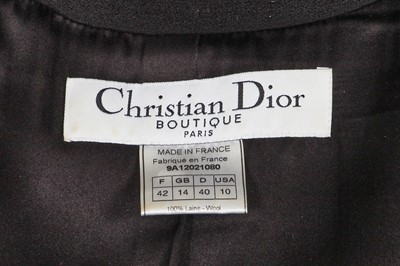 Christian Dior
BOUTIQUE
PARIS
MADE IN FRANCE
Fabriqué en France
9A12021080
F GB D USA
42 14 40 10
100% Laine - Wool